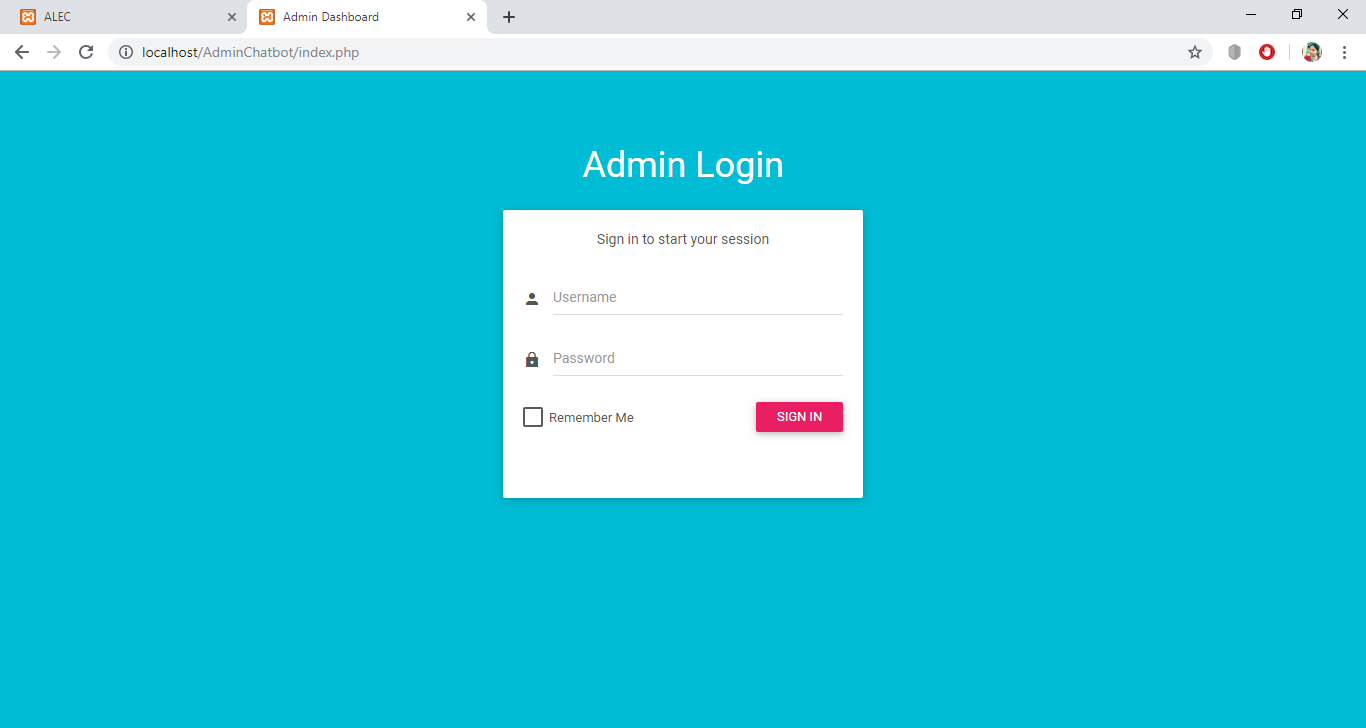 ALEC
Admin Dashboard
localhost/AdminChatbot/index.php
Admin Login
Sign in to start your session
Username
Password
Remember Me
SIGN IN